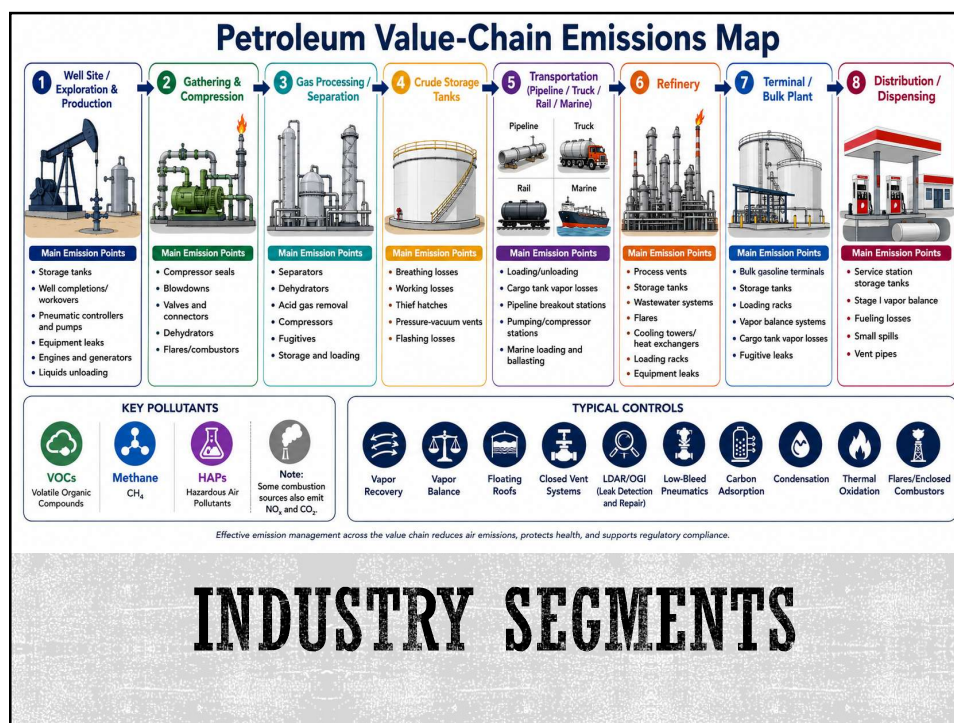 Petroleum Value-Chain Emissions Map
1
Well Site /
Exploration &
Production
2
Gathering &
Compression
3
Gas Processing /
Separation
4
Crude Storage
Tanks
5
Transportation
(Pipeline / Truck /
Rail / Marine)
6
Refinery
7
Terminal /
Bulk Plant
8
Distribution /
Dispensing
Pipeline
Truck
Rail
Marine
Main Emission Points
• Storage tanks
• Well completions/
workovers
• Pneumatic controllers
and pumps
• Equipment leaks
• Engines and generators
• Liquids unloading
Main Emission Points
• Compressor seals
• Blowdowns
• Valves and
connectors
• Dehydrators
• Flares/combustors
Main Emission Points
• Separators
• Dehydrators
• Acid gas removal
• Compressors
• Fugitives
• Storage and loading
Main Emission Points
• Breathing losses
• Working losses
• Thief hatches
• Pressure-vacuum vents
• Flashing losses
Main Emission Points
• Loading/unloading
• Cargo tank vapor losses
• Pipeline breakout stations
• Pumping/compressor
stations
• Marine loading and
ballasting
Main Emission Points
• Process vents
• Storage tanks
• Wastewater systems
• Flares
• Cooling towers/
heat exchangers
• Loading racks
• Equipment leaks
Main Emission Points
• Bulk gasoline terminals
• Storage tanks
• Loading racks
• Vapor balance systems
• Cargo tank vapor losses
• Fugitive leaks
Main Emission Points
• Service station
storage tanks
• Stage I vapor balance
• Fueling losses
• Small spills
• Vent pipes
KEY POLLUTANTS
VOCs
Volatile Organic
Compounds
Methane
CH₄
HAPs
Hazardous Air
Pollutants
Note:
Some combustion
sources also emit
NOₓ and CO₂.
TYPICAL CONTROLS
Vapor
Recovery
Vapor
Balance
Floating
Roofs
Closed Vent
Systems
LDAR/OGI
(Leak Detection
and Repair)
Low-Bleed
Pneumatics
Carbon
Adsorption
Condensation
Thermal
Oxidation
Flares/Enclosed
Combustors
Effective emission management across the value chain reduces air emissions, protects health, and supports regulatory compliance.
INDUSTRY SEGMENTS